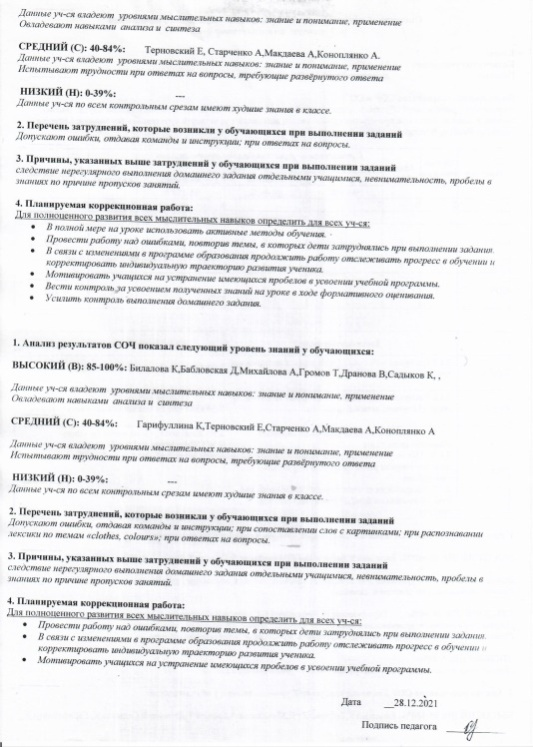 Данные уч-ся владеют уровнями мыслительных навыков: знание и понимание, применение
Овладевают навыками анализа и синтеза
СРЕДНИЙ (С): 40-84%: Терновский Е, Старченко А,Макдаева А,Коноплянко А.
Данные уч-ся владеют уровнями мыслительных навыков: знание и понимание, применение
Испытывают трудности при ответах на вопросы, требующие развёрнутого ответа
НИЗКИЙ (Н): 0-39%: ---
Данные уч-ся по всем контрольным срезам имеют худшие знания в классе.
2. Перечень затруднений, которые возникли у обучающихся при выполнении заданий
Допускают ошибки, отдавая команды и инструкции; при ответах на вопросы.
3. Причины, указанных выше затруднений у обучающихся при выполнении заданий
следствие нерегулярного выполнения домашнего задания отдельными учащимися, невнимательность, пробелы в
знаниях по причине пропусков занятий.
4. Планируемая коррекционная работа:
Для полноценного развития всех мыслительных навыков определить для всех уч-ся:
• В полной мере на уроке использовать активные методы обучения.
• Провести работу над ошибками, повторив темы, в которых дети затруднялись при выполнении задания.
• В связи с изменениями в программе образования продолжить работу отслеживать прогресс в обучении и
корректировать индивидуальную траекторию развития ученика.
• Мотивировать учащихся на устранение имеющихся пробелов в усвоении учебной программы.
• Вести контроль за усвоением полученных знаний на уроке в ходе формативного оценивания.
• Усилить контроль выполнения домашнего задания.
1. Анализ результатов СОЧ показал следующий уровень знаний у обучающихся:
ВЫСОКИЙ (В): 85-100%: Билалова К,Бабловская Д,Михайлова А,Громов Т,Дранова В,Садыков К, ,
Данные уч-ся владеют уровнями мыслительных навыков: знание и понимание, применение
Овладевают навыками анализа и синтеза
СРЕДНИЙ (С): 40-84%: Гарифуллина К,Терновский Е,Старченко А,Макдаева А,Коноплянко А
Данные уч-ся владеют уровнями мыслительных навыков: знание и понимание, применение
Испытывают трудности при ответах на вопросы, требующие развёрнутого ответа
НИЗКИЙ (Н): 0-39%: ---
Данные уч-ся по всем контрольным срезам имеют худшие знания в классе.
2. Перечень затруднений, которые возникли у обучающихся при выполнении заданий
Допускают ошибки, отдавая команды и инструкции; при сопоставлении слов с картинками; при распознавании
лексики по темам «clothes, colours»; при ответах на вопросы.
3. Причины, указанных выше затруднений у обучающихся при выполнении заданий
следствие нерегулярного выполнения домашнего задания отдельными учащимися, невнимательность, пробелы в
знаниях по причине пропусков занятий.
4. Планируемая коррекционная работа:
Для полноценного развития всех мыслительных навыков определить для всех уч-ся:
• Провести работу над ошибками, повторив темы, в которых дети затруднялись при выполнении задания.
• В связи с изменениями в программе образования продолжить работу отслеживать прогресс в обучении и
корректировать индивидуальную траекторию развития ученика.
• Мотивировать учащихся на устранение имеющихся пробелов в усвоении учебной программы.
Дата __28.12.2021
Подпись педагога